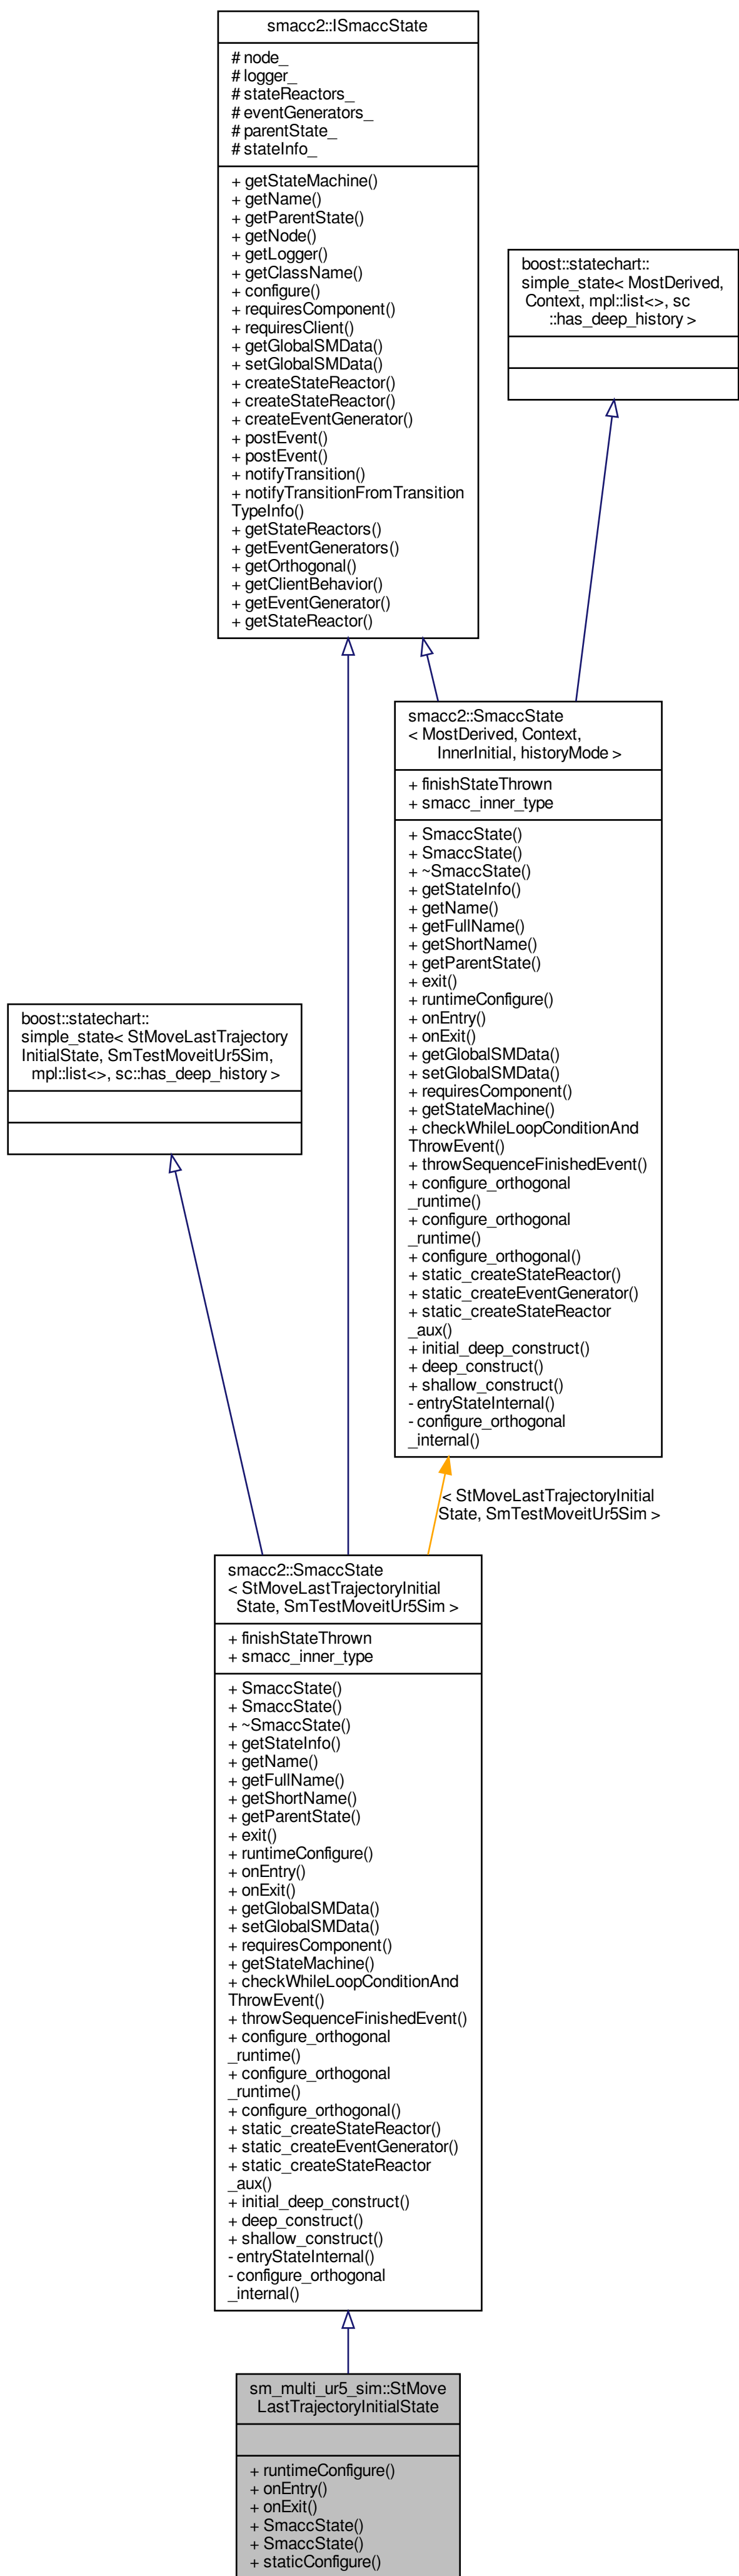 smacc2::ISmaccState
# node_
# logger_
# stateReactors_
# eventGenerators_
# parentState_
# stateInfo_
+ getStateMachine()
+ getName()
+ getParentState()
+ getNode()
+ getLogger()
+ getClassName()
+ configure()
+ requiresComponent()
+ requiresClient()
+ getGlobalSMData()
+ setGlobalSMData()
+ createStateReactor()
+ createStateReactor()
+ createEventGenerator()
+ postEvent()
+ postEvent()
+ notifyTransition()
+ notifyTransitionFromTransition
TypeInfo()
+ getStateReactors()
+ getEventGenerators()
+ getOrthogonal()
+ getClientBehavior()
+ getEventGenerator()
+ getStateReactor()
boost::statechart::
simple_state< MostDerived,
Context, mpl::list<>, sc
::has_deep_history >
smacc2::SmaccState
< MostDerived, Context,
InnerInitial, historyMode >
+ finishStateThrown
+ smacc_inner_type
+ SmaccState()
+ SmaccState()
+ ~SmaccState()
+ getStateInfo()
+ getName()
+ getFullName()
+ getShortName()
+ getParentState()
+ exit()
+ runtimeConfigure()
+ onEntry()
+ onExit()
+ getGlobalSMData()
+ setGlobalSMData()
+ requiresComponent()
+ getStateMachine()
+ checkWhileLoopConditionAnd
ThrowEvent()
+ throwSequenceFinishedEvent()
+ configure_orthogonal
_runtime()
+ configure_orthogonal
_runtime()
+ configure_orthogonal()
+ static_createStateReactor()
+ static_createEventGenerator()
+ static_createStateReactor
_aux()
+ initial_deep_construct()
+ deep_construct()
+ shallow_construct()
- entryStateInternal()
- configure_orthogonal
_internal()
boost::statechart::
simple_state< StMoveLastTrajectory
InitialState, SmTestMoveitUr5Sim,
mpl::list<>, sc::has_deep_history >
< StMoveLastTrajectoryInitial
State, SmTestMoveitUr5Sim >
smacc2::SmaccState
< StMoveLastTrajectoryInitial
State, SmTestMoveitUr5Sim >
+ finishStateThrown
+ smacc_inner_type
+ SmaccState()
+ SmaccState()
+ ~SmaccState()
+ getStateInfo()
+ getName()
+ getFullName()
+ getShortName()
+ getParentState()
+ exit()
+ runtimeConfigure()
+ onEntry()
+ onExit()
+ getGlobalSMData()
+ setGlobalSMData()
+ requiresComponent()
+ getStateMachine()
+ checkWhileLoopConditionAnd
ThrowEvent()
+ throwSequenceFinishedEvent()
+ configure_orthogonal
_runtime()
+ configure_orthogonal
_runtime()
+ configure_orthogonal()
+ static_createStateReactor()
+ static_createEventGenerator()
+ static_createStateReactor
_aux()
+ initial_deep_construct()
+ deep_construct()
+ shallow_construct()
- entryStateInternal()
- configure_orthogonal
_internal()
sm_multi_ur5_sim::StMove
LastTrajectoryInitialState
+ runtimeConfigure()
+ onEntry()
+ onExit()
+ SmaccState()
+ SmaccState()
+ staticConfigure()